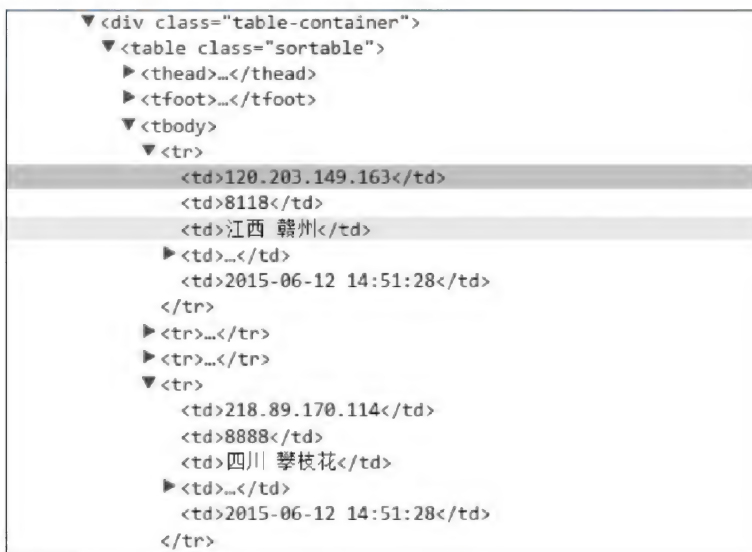 ▼<div class="table-container">
▼<table class="sortable">
▶<thead>…</thead>
▶<tfoot>…</tfoot>
▼<tbody>
▼<tr>
<td>120.203.149.163</td>
<td>8118</td>
<td>江西 赣州</td>
▶<td>…</td>
<td>2015-06-12 14:51:28</td>
</tr>
▶<tr>…</tr>
▶<tr>…</tr>
▼<tr>
<td>218.89.170.114</td>
<td>8888</td>
<td>四川 攀枝花</td>
▶<td>…</td>
<td>2015-06-12 14:51:28</td>
</tr>